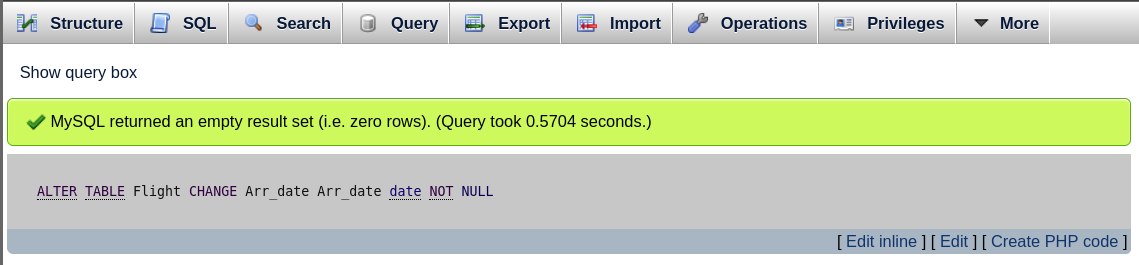 Structure SQL Search Query Export Import Operations Privileges More
Show query box
MySQL returned an empty result set (i.e. zero rows). (Query took 0.5704 seconds.)
ALTER TABLE Flight CHANGE Arr_date Arr_date date NOT NULL
[ Edit inline ] [ Edit ] [ Create PHP code ]